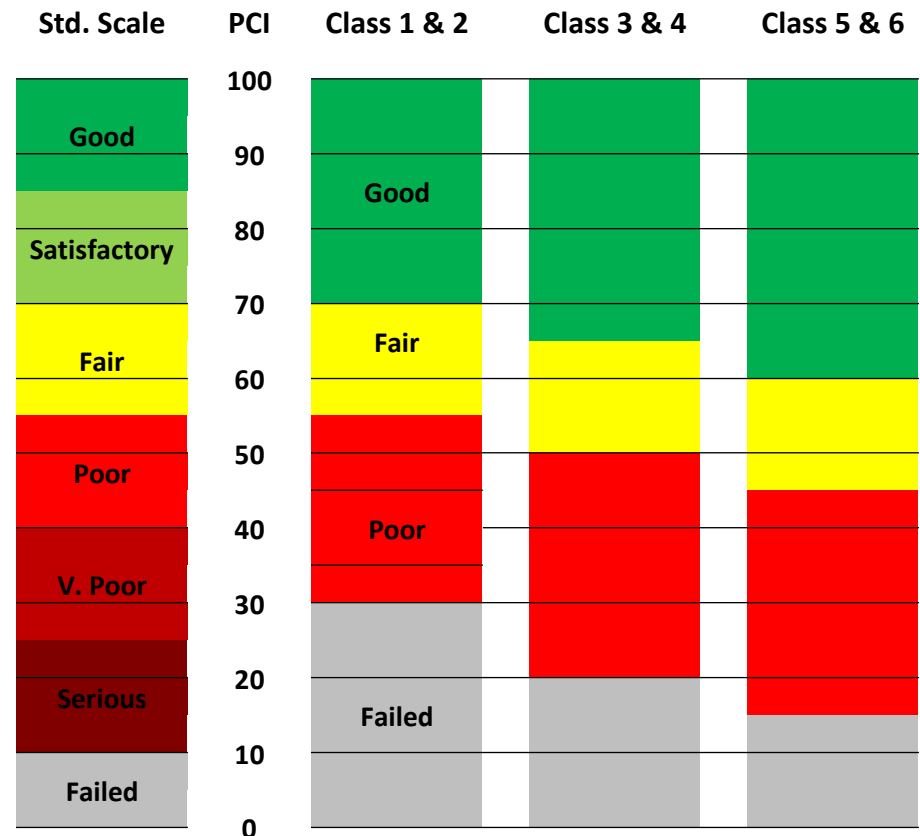 Std. Scale PCI Class 1 & 2 Class 3 & 4 Class 5 & 6
100
Good
90
Good
80
Satisfactory
70
Fair
Fair
60
50
Poor
40
Poor
V. Poor
30
20
Serious
Failed
10
Failed
0